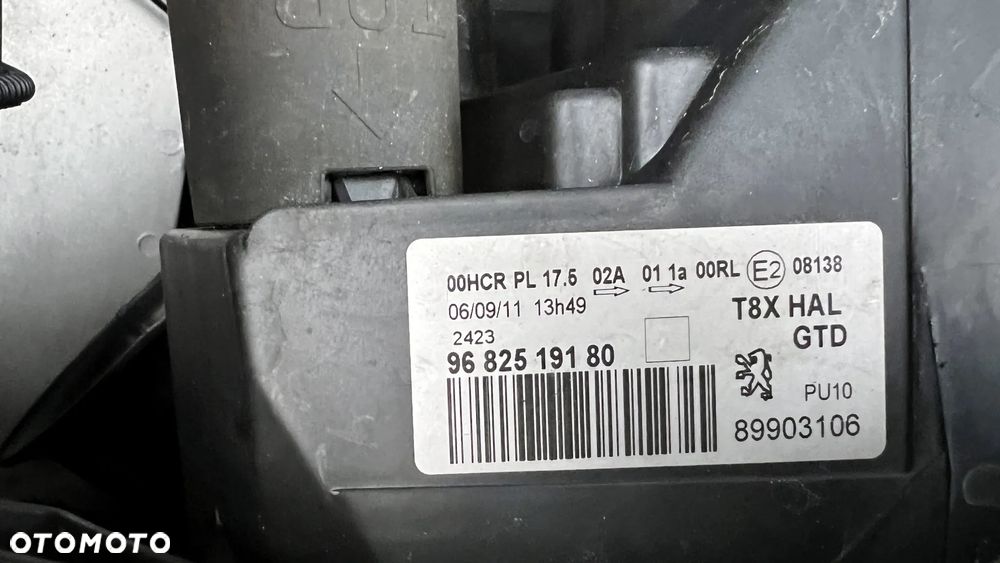 TOP
00HCR PL 17.5 02A 01 1a 00RL E2 08138
06/09/11 13h49
T8X HAL
2423
GTD
96 825 191 80
PU10
89903106
OTOMOTO